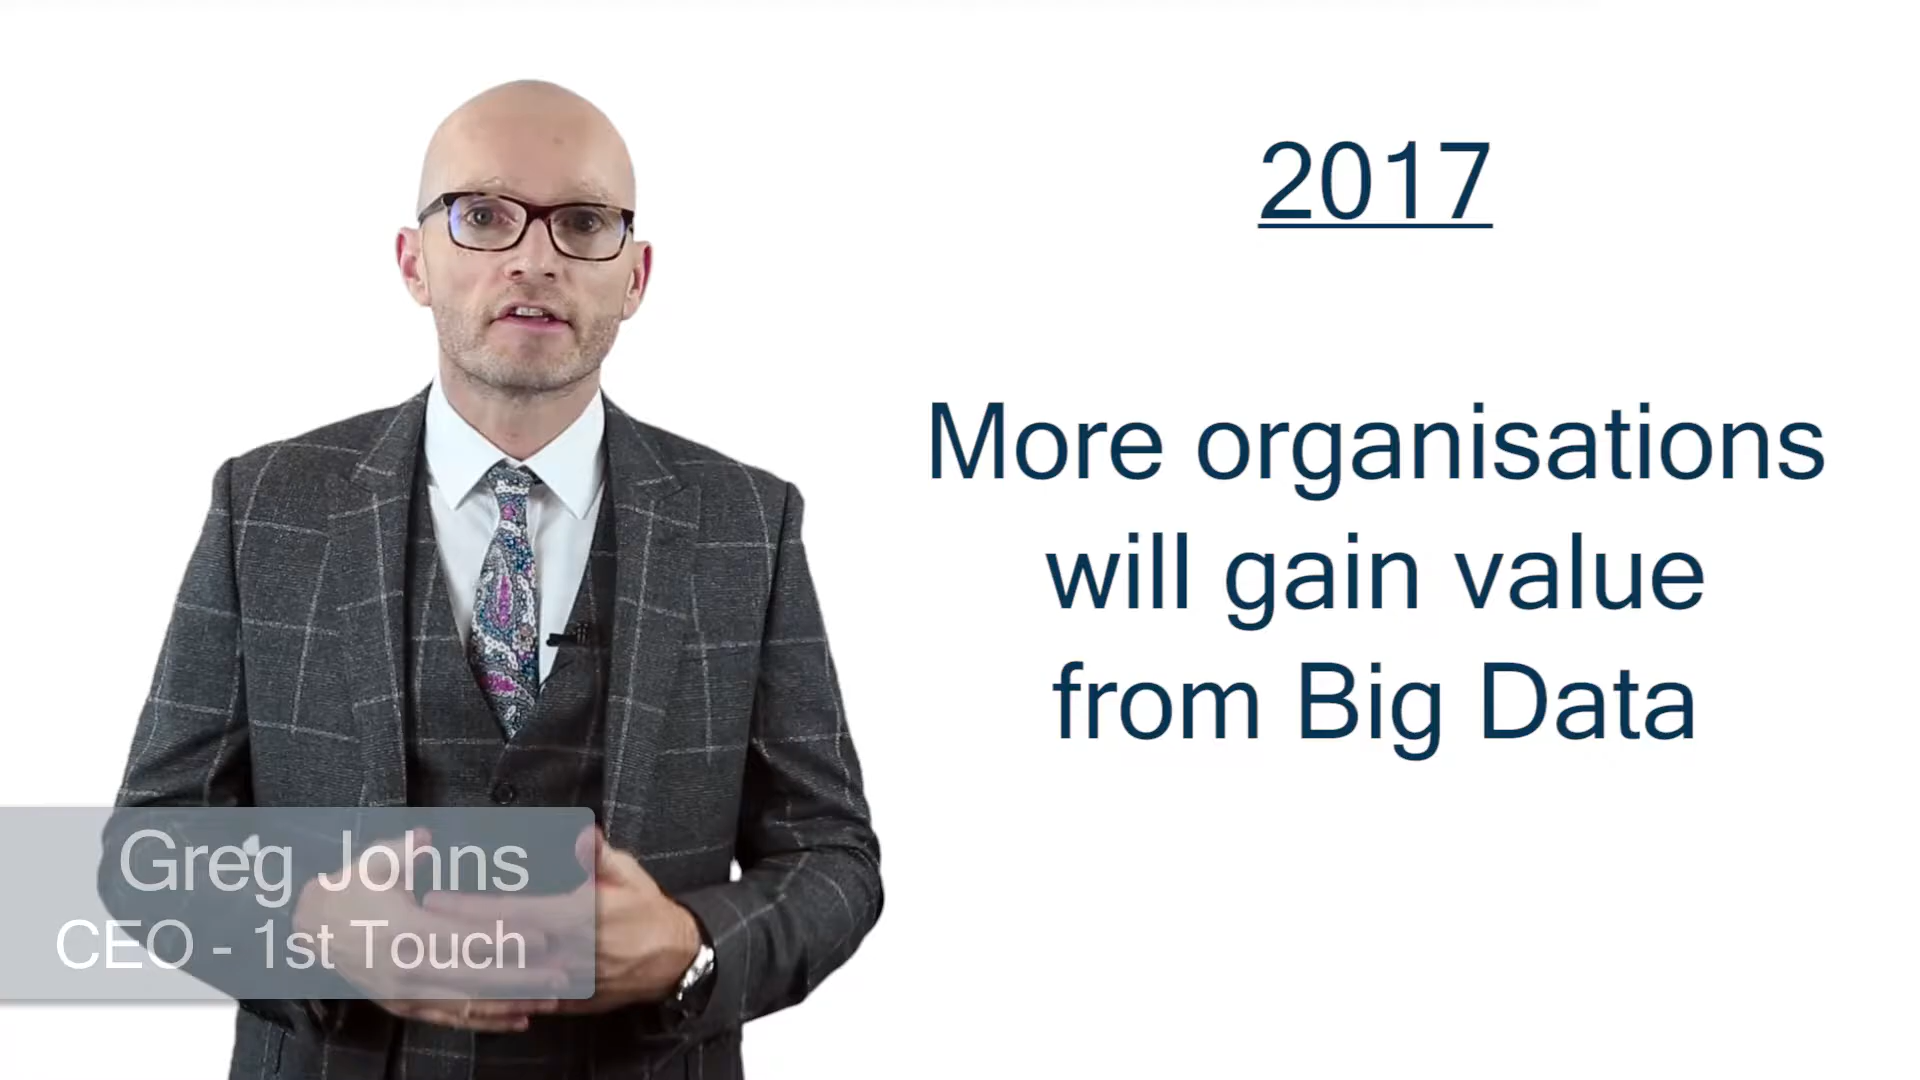 2017
More organisations
will gain value
from Big Data
Greg Johns
CEO - 1st Touch